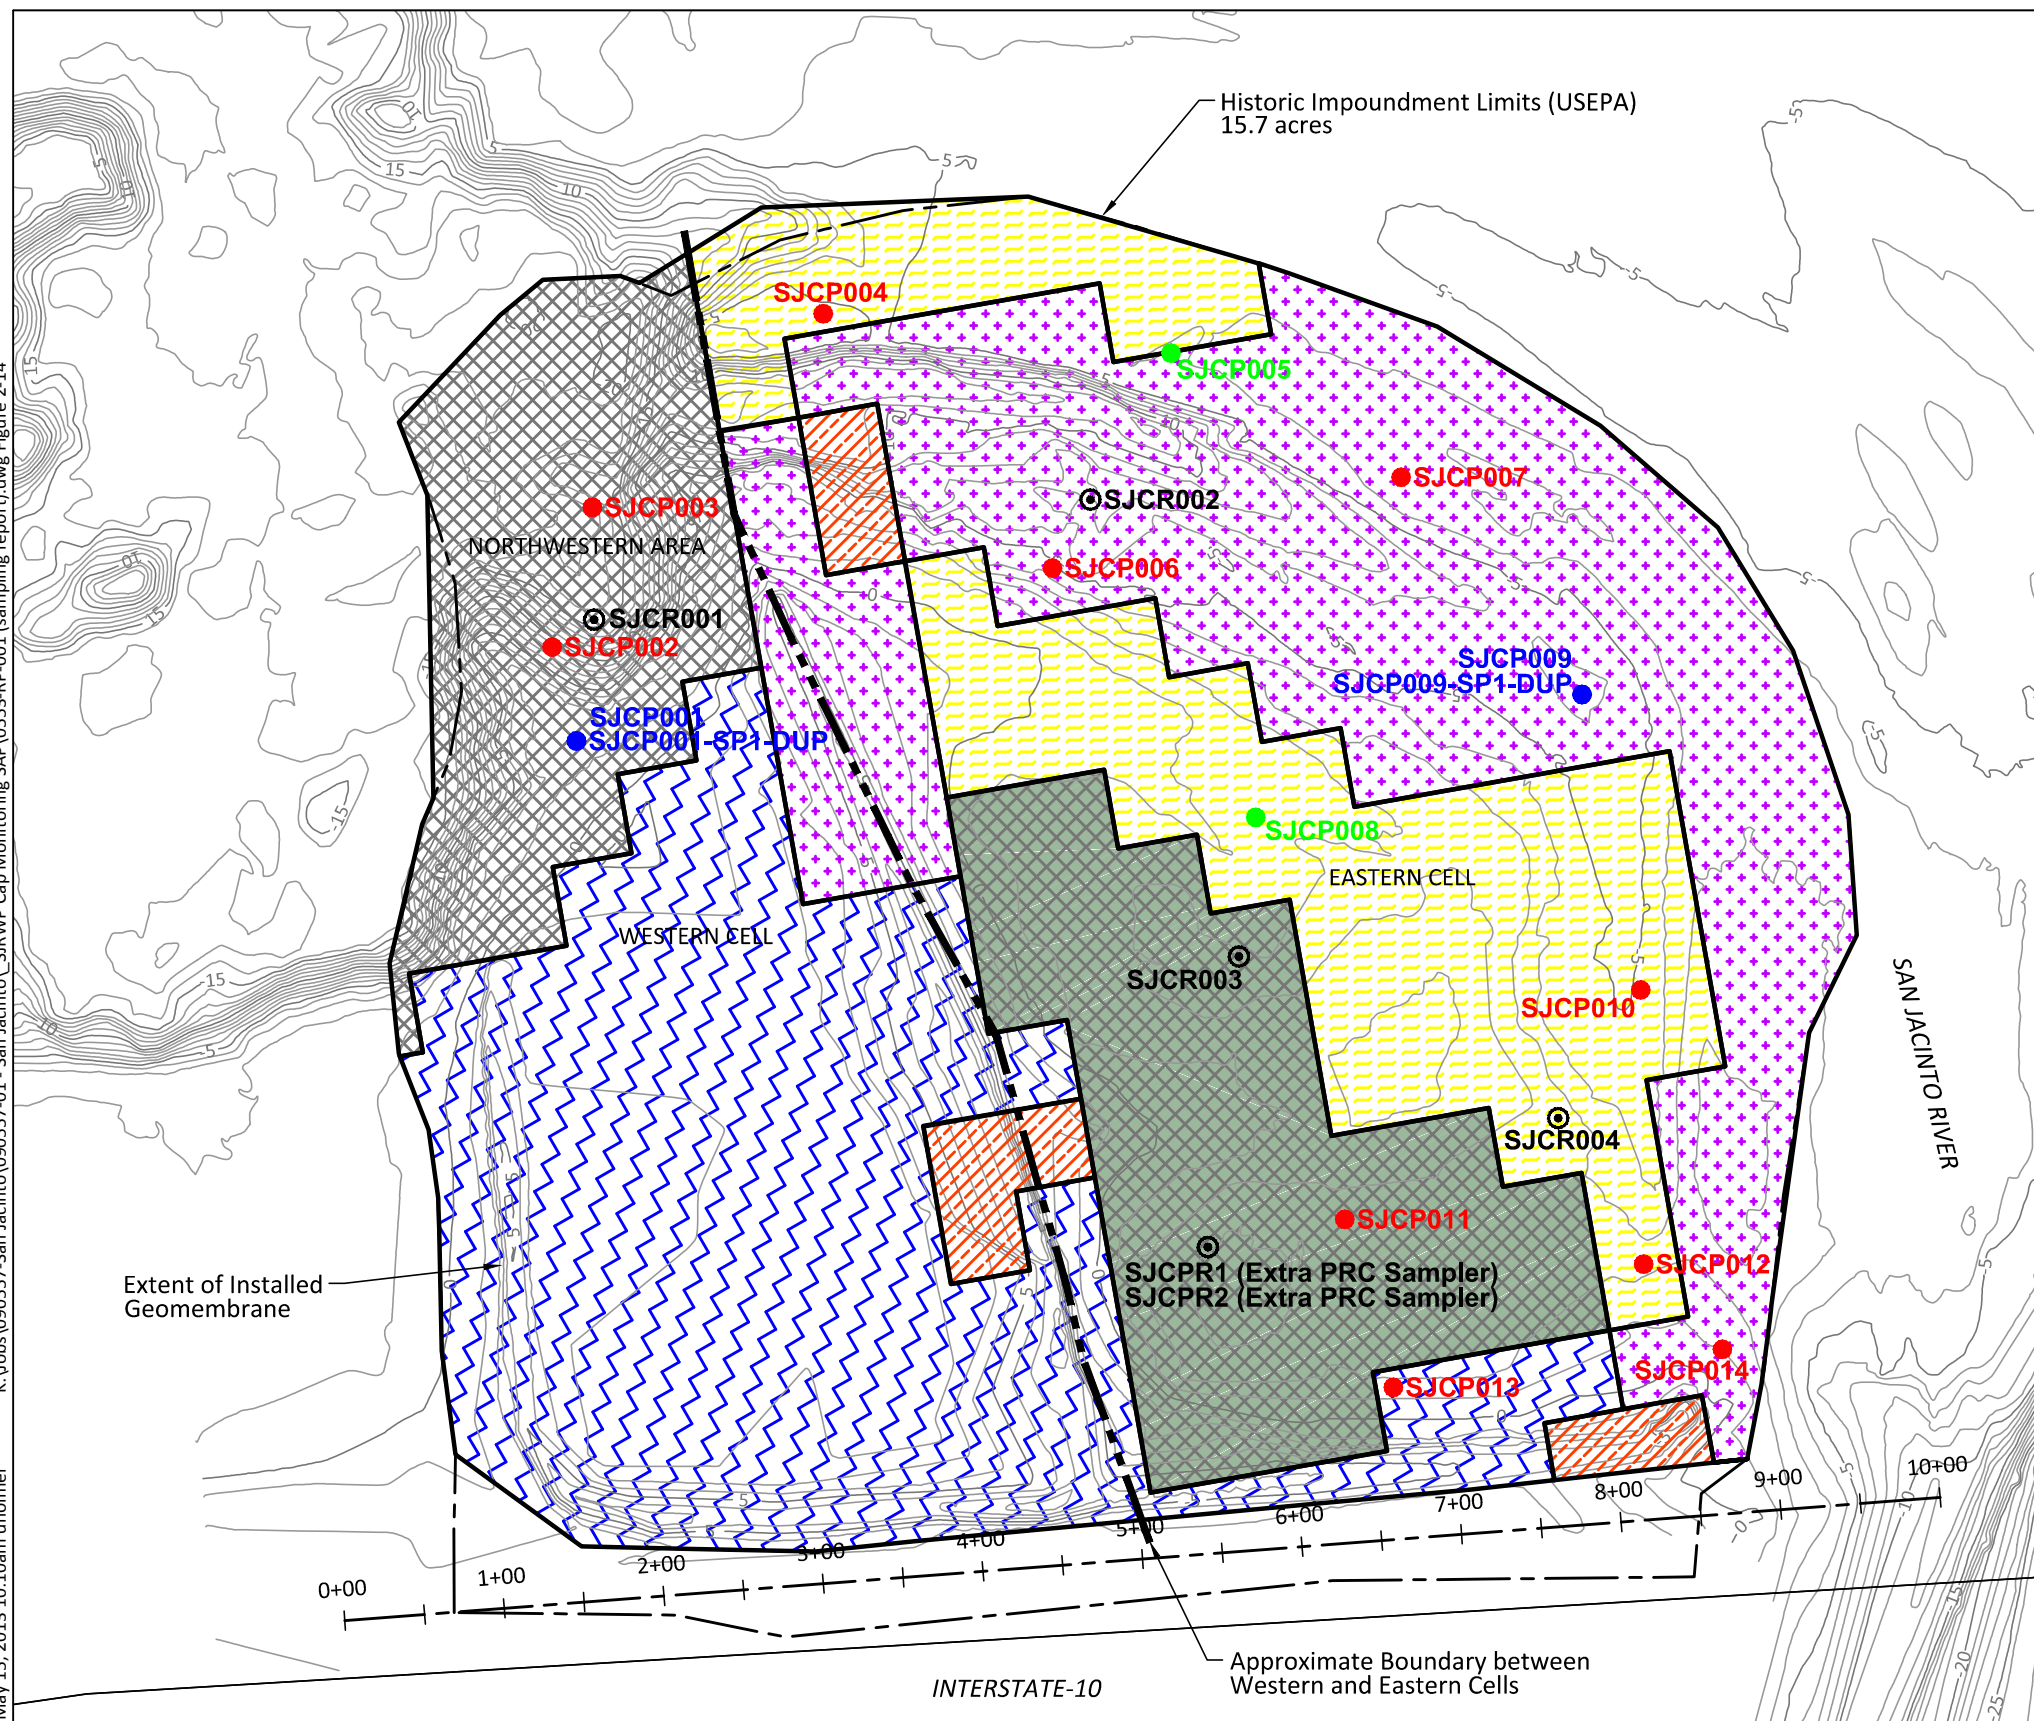 Historic Impoundment Limits (USEPA)
15.7 acres
SJCP004
SJCP005
SJCP003
SJCP007
SJCR002
NORTHWESTERN AREA
SJCP006
SJCR001
SJCP002
SJCP009
SJCP009-SP1-DUP
SJCP001
SJCP001-SP1-DUP
SJCP008
EASTERN CELL
WESTERN CELL
SJCR003
SJCP010
SAN JACINTO RIVER
SJCR004
SJCP011
SJCP012
SJCPR1 (Extra PRC Sampler)
SJCPR2 (Extra PRC Sampler)
Extent of Installed
Geomembrane
SJCP014
SJCP013
0+00
1+00
2+00
3+00
4+00
5+00
6+00
7+00
8+00
9+00
10+00
Approximate Boundary between
Western and Eastern Cells
INTERSTATE-10